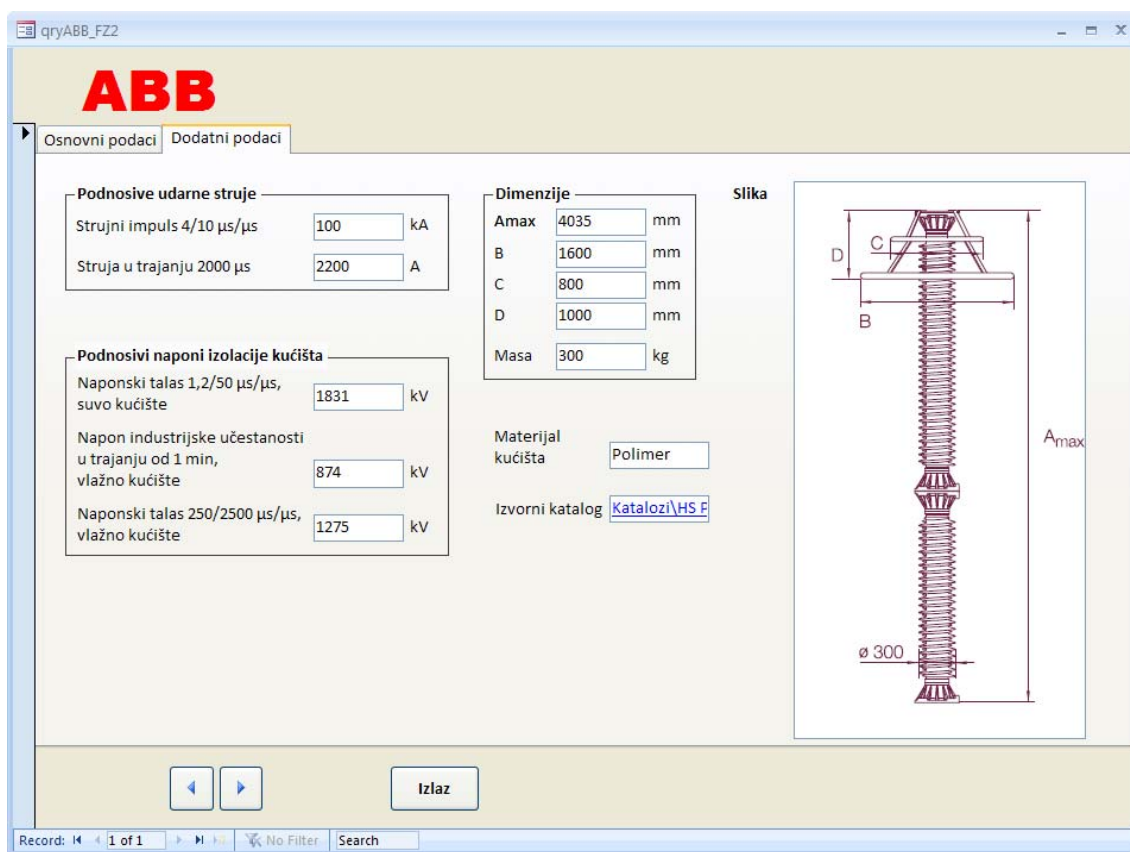 qryABB_FZ2
ABB
Osnovni podaci
Dodatni podaci
Podnosive udarne struje
Strujni impuls 4/10 µs/µs
100
kA
Struja u trajanju 2000 µs
2200
A
Podnosivi naponi izolacije kućišta
Naponski talas 1,2/50 µs/µs,
suvo kućište
1831
kV
Napon industrijske učestanosti
u trajanju od 1 min,
vlažno kućište
874
kV
Naponski talas 250/2500 µs/µs,
vlažno kućište
1275
kV
Dimenzije
Amax
4035
mm
B
1600
mm
C
800
mm
D
1000
mm
Masa
300
kg
Materijal
kućišta
Polimer
Izvorni katalog
Katalozi\HS F
Slika
D
C
B
Amax
ø 300
Izlaz
Record:
1 of 1
No Filter
Search